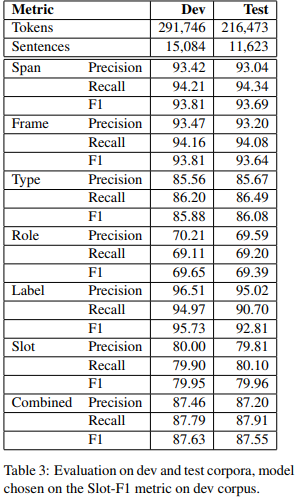 Metric Dev Test
Tokens 291,746 216,473
Sentences 15,084 11,623
Span Precision 93.42 93.04
Recall 94.21 94.34
F1 93.81 93.69
Frame Precision 93.47 93.20
Recall 94.16 94.08
F1 93.81 93.64
Type Precision 85.56 85.67
Recall 86.20 86.49
F1 85.88 86.08
Role Precision 70.21 69.59
Recall 69.11 69.20
F1 69.65 69.39
Label Precision 96.51 95.02
Recall 94.97 90.70
F1 95.73 92.81
Slot Precision 80.00 79.81
Recall 79.90 80.10
F1 79.95 79.96
Combined Precision 87.46 87.20
Recall 87.79 87.91
F1 87.63 87.55
Table 3: Evaluation on dev and test corpora, model
chosen on the Slot-F1 metric on dev corpus.